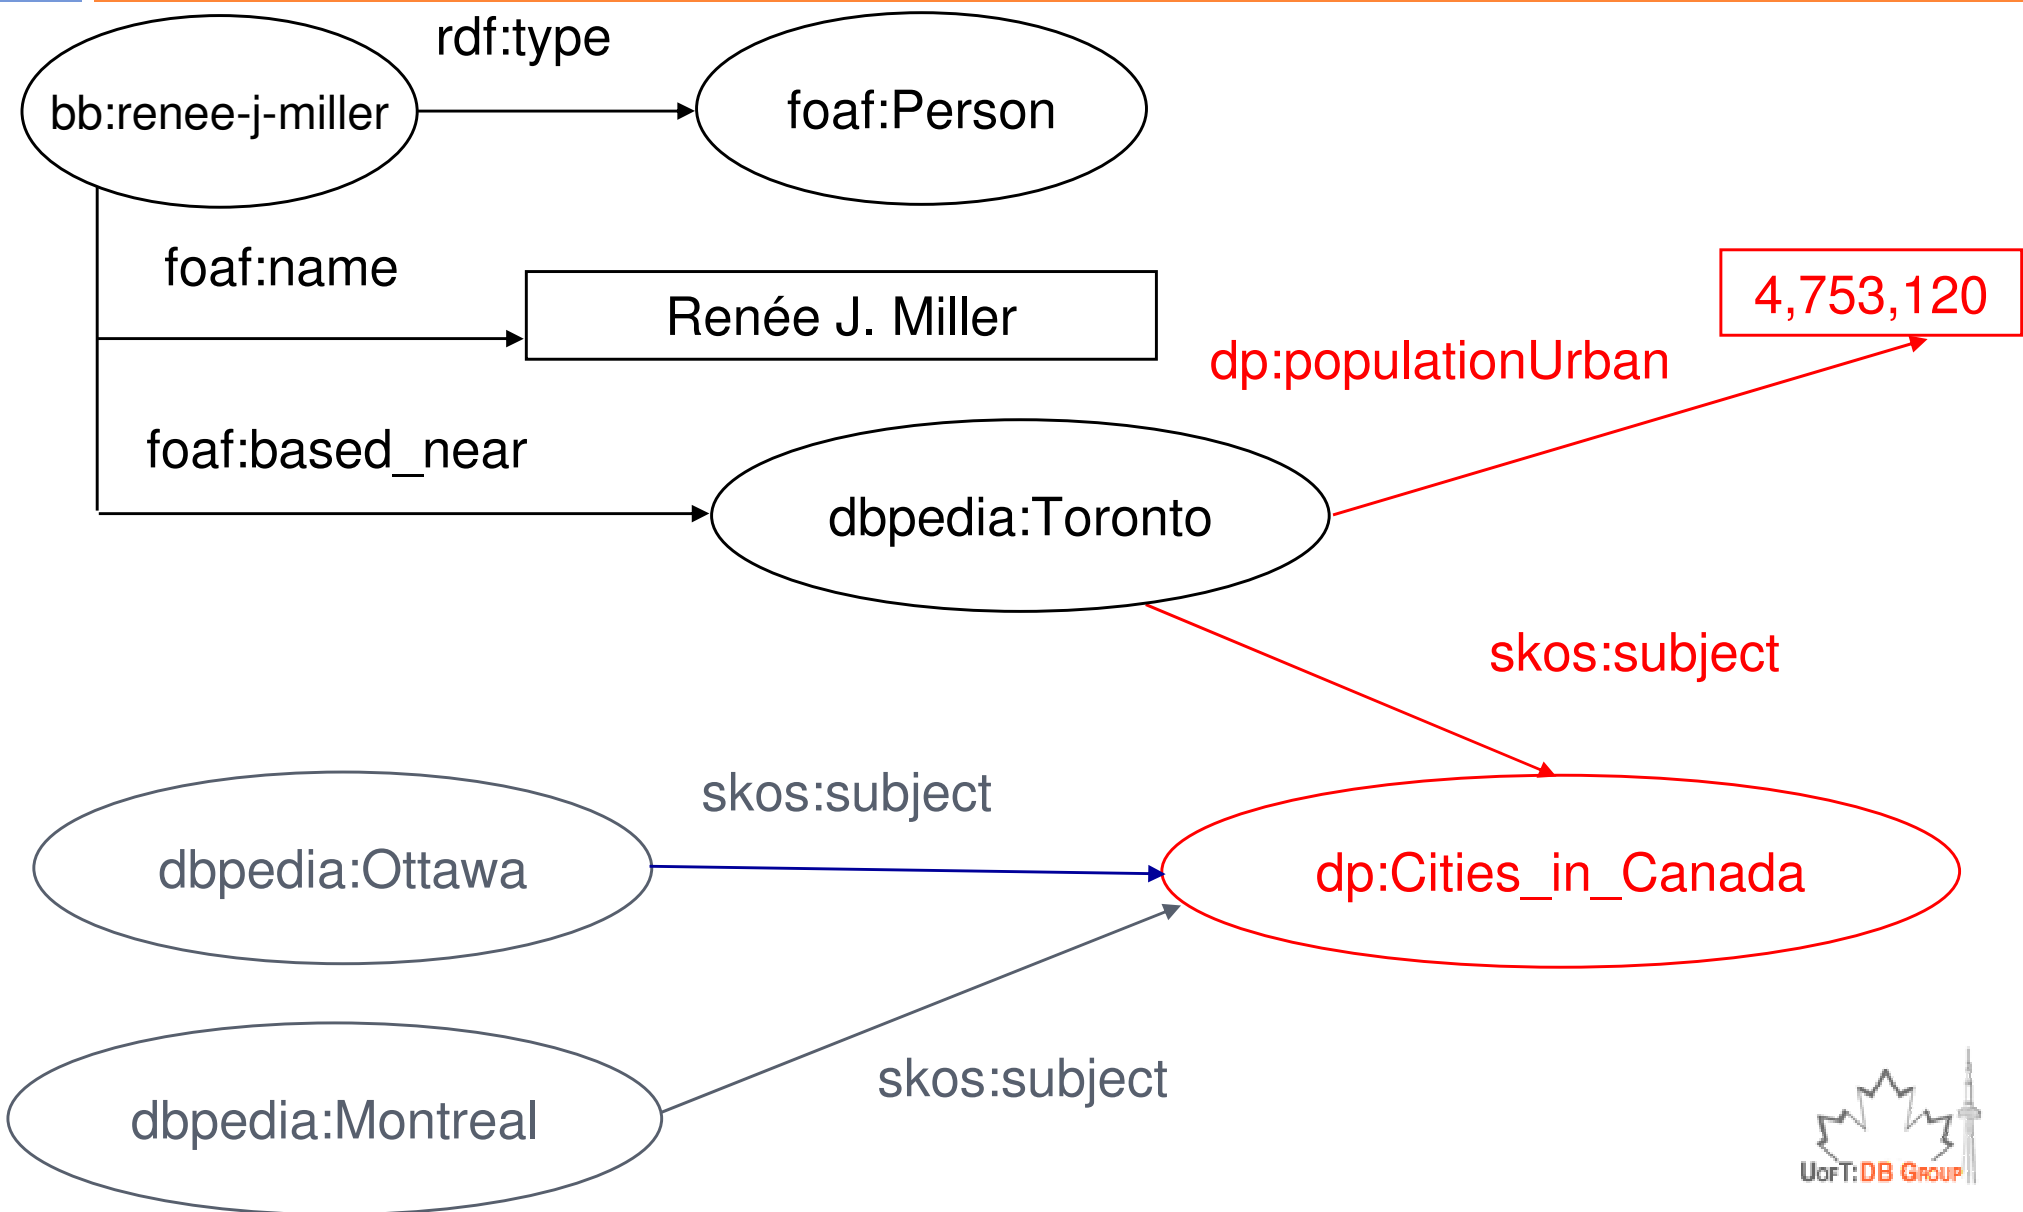 rdf:type
bb:renee-j-miller
foaf:Person
foaf:name
Renée J. Miller
4,753,120
dp:populationUrban
foaf:based_near
dbpedia:Toronto
skos:subject
skos:subject
dbpedia:Ottawa
dp:Cities_in_Canada
skos:subject
dbpedia:Montreal
UofT:DB Group